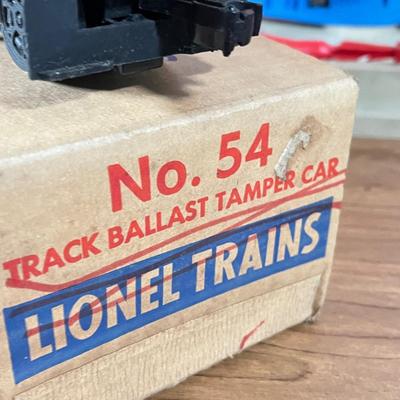 No. 54
TRACK BALLAST TAMPER CAR
LIONEL TRAINS